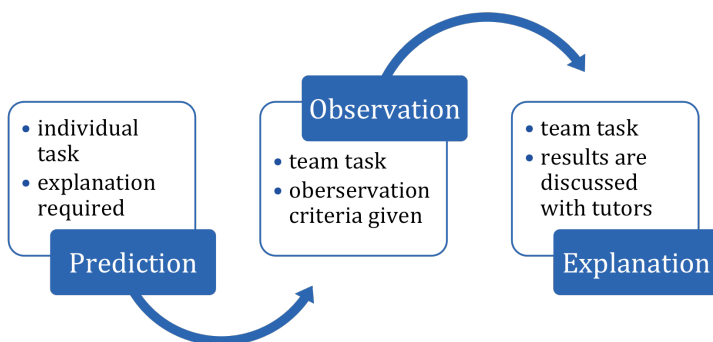 • individual
task
• explanation
required
Prediction
Observation
• team task
• oberservation
criteria given
• team task
• results are
discussed
with tutors
Explanation